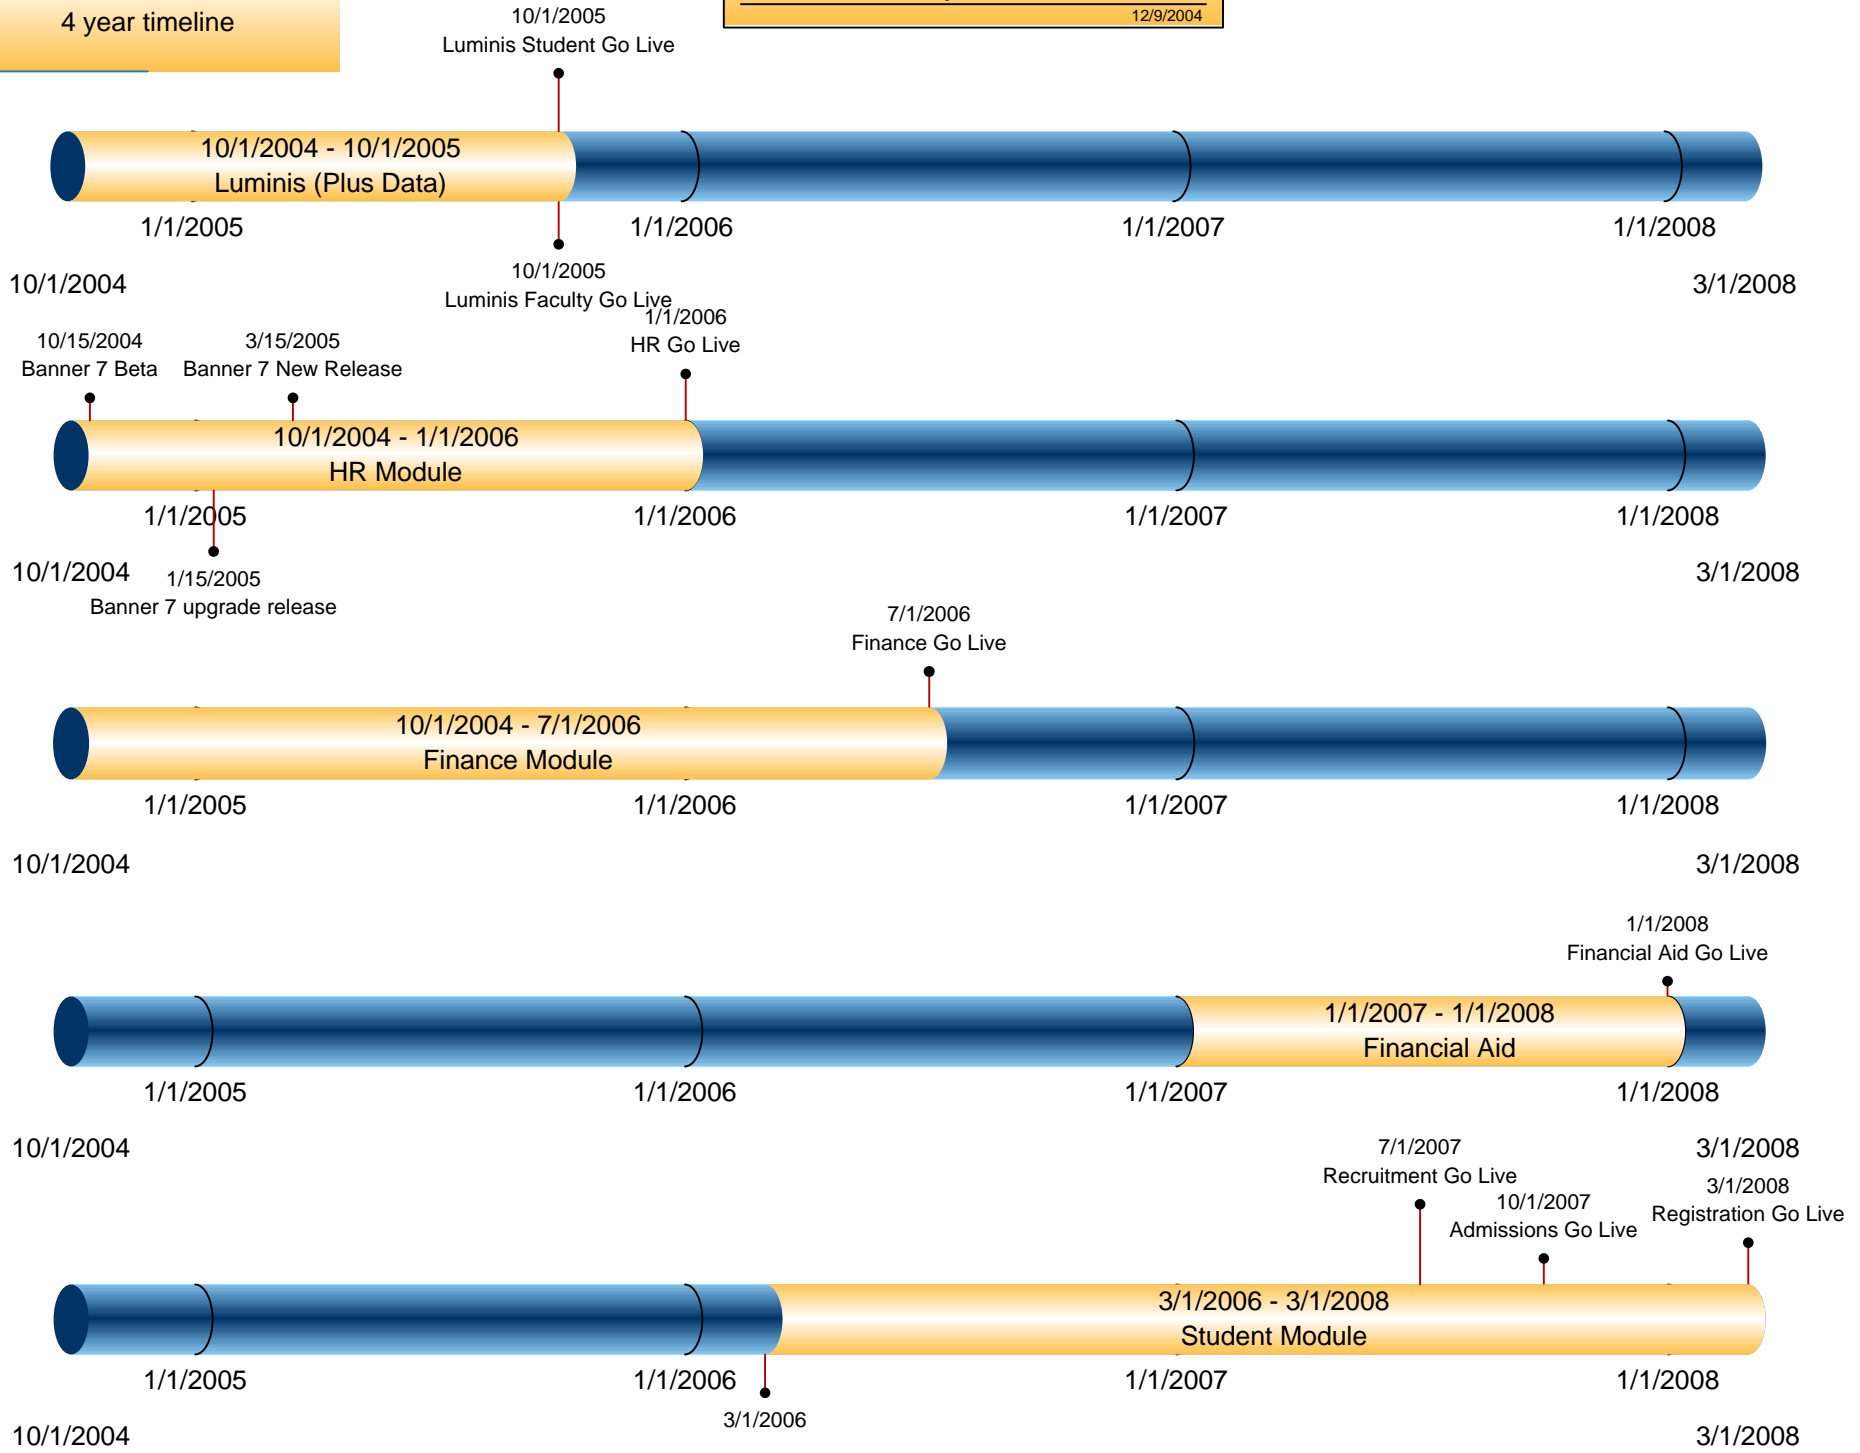 4 year timeline
12/9/2004
10/1/2005
Luminis Student Go Live
10/1/2004 - 10/1/2005
Luminis (Plus Data)
1/1/2005
1/1/2006
1/1/2007
1/1/2008
10/1/2004
3/1/2008
10/1/2005
Luminis Faculty Go Live
10/15/2004
Banner 7 Beta
3/15/2005
Banner 7 New Release
1/1/2006
HR Go Live
10/1/2004 - 1/1/2006
HR Module
1/1/2005
1/1/2006
1/1/2007
1/1/2008
10/1/2004
3/1/2008
1/15/2005
Banner 7 upgrade release
7/1/2006
Finance Go Live
10/1/2004 - 7/1/2006
Finance Module
1/1/2005
1/1/2006
1/1/2007
1/1/2008
10/1/2004
3/1/2008
1/1/2008
Financial Aid Go Live
1/1/2007 - 1/1/2008
Financial Aid
1/1/2005
1/1/2006
1/1/2007
1/1/2008
10/1/2004
3/1/2008
7/1/2007
Recruitment Go Live
10/1/2007
Admissions Go Live
3/1/2008
Registration Go Live
3/1/2006 - 3/1/2008
Student Module
1/1/2005
1/1/2006
1/1/2007
1/1/2008
3/1/2006
10/1/2004
3/1/2008